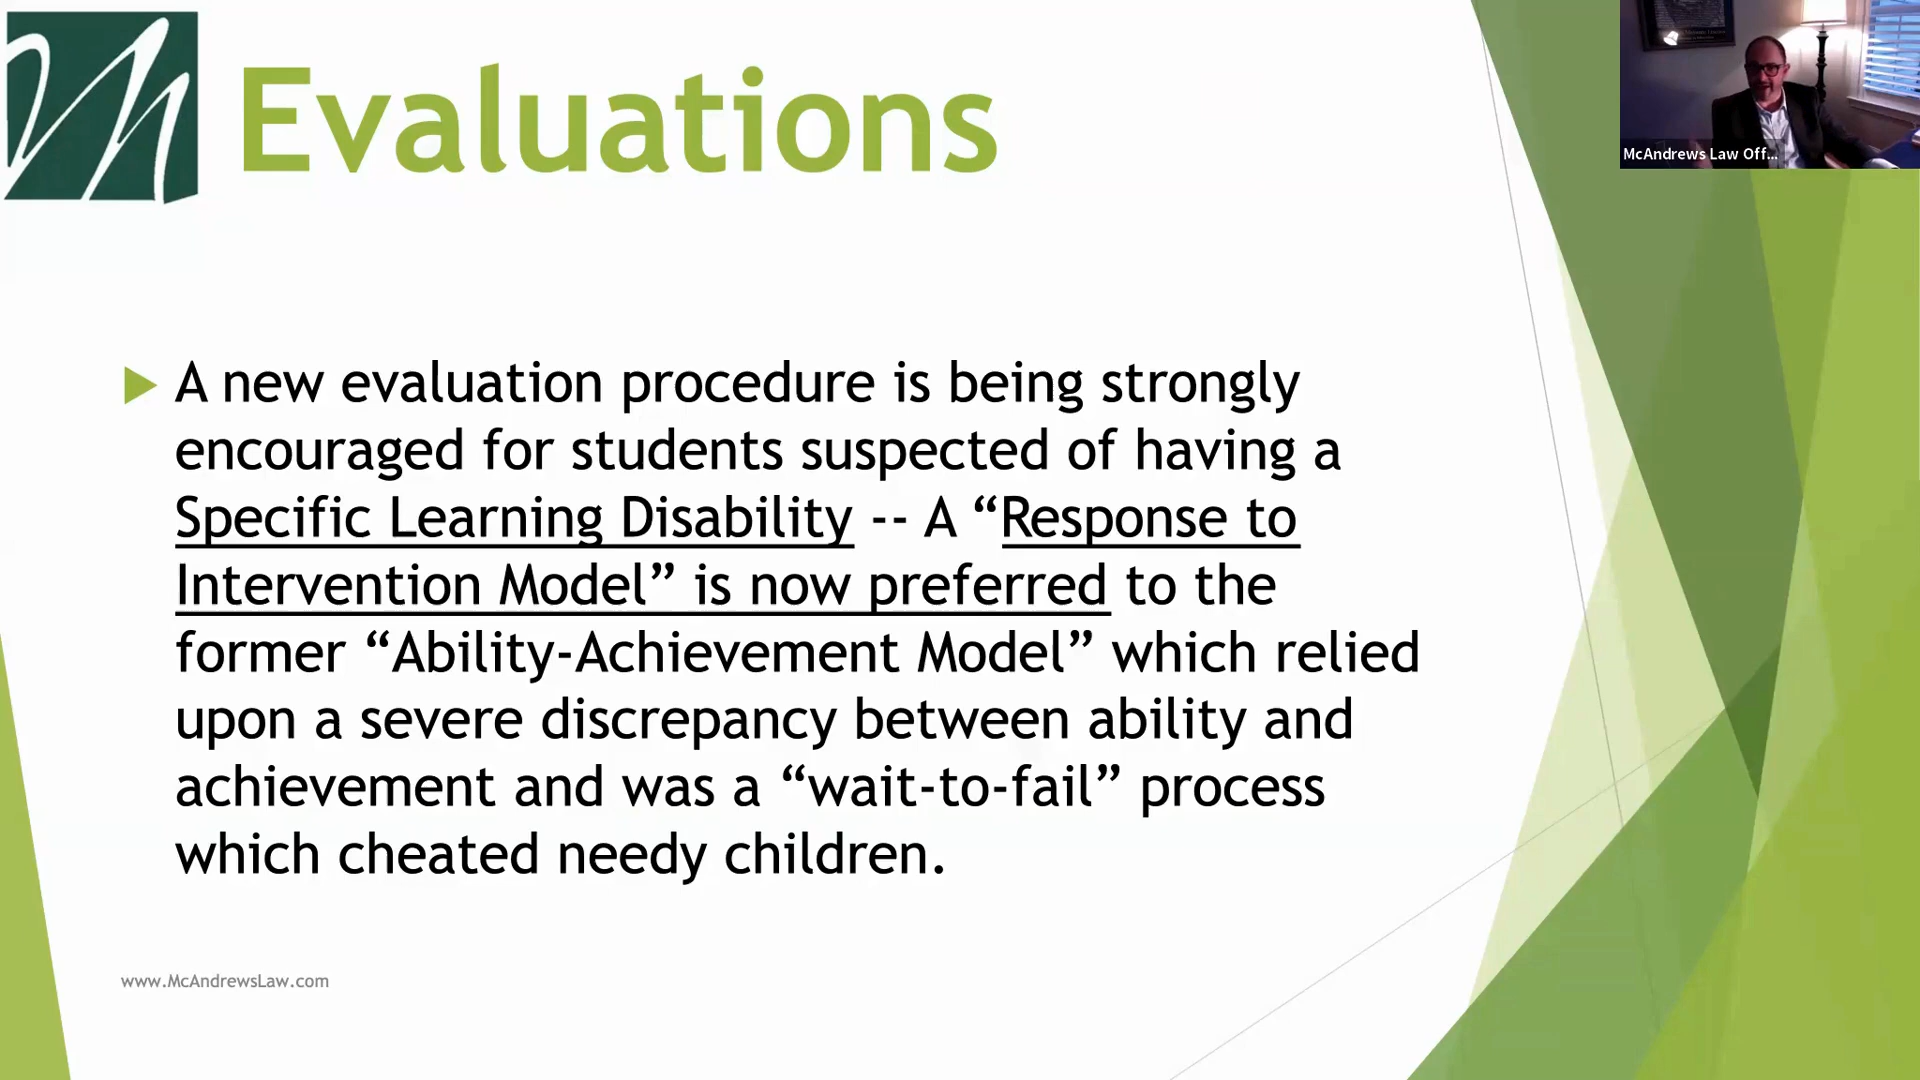 Evaluations
McAndrews Law Off...
A new evaluation procedure is being strongly
encouraged for students suspected of having a
Specific Learning Disability -- A “Response to
Intervention Model” is now preferred to the
former “Ability-Achievement Model” which relied
upon a severe discrepancy between ability and
achievement and was a “wait-to-fail” process
which cheated needy children.
www.McAndrewsLaw.com